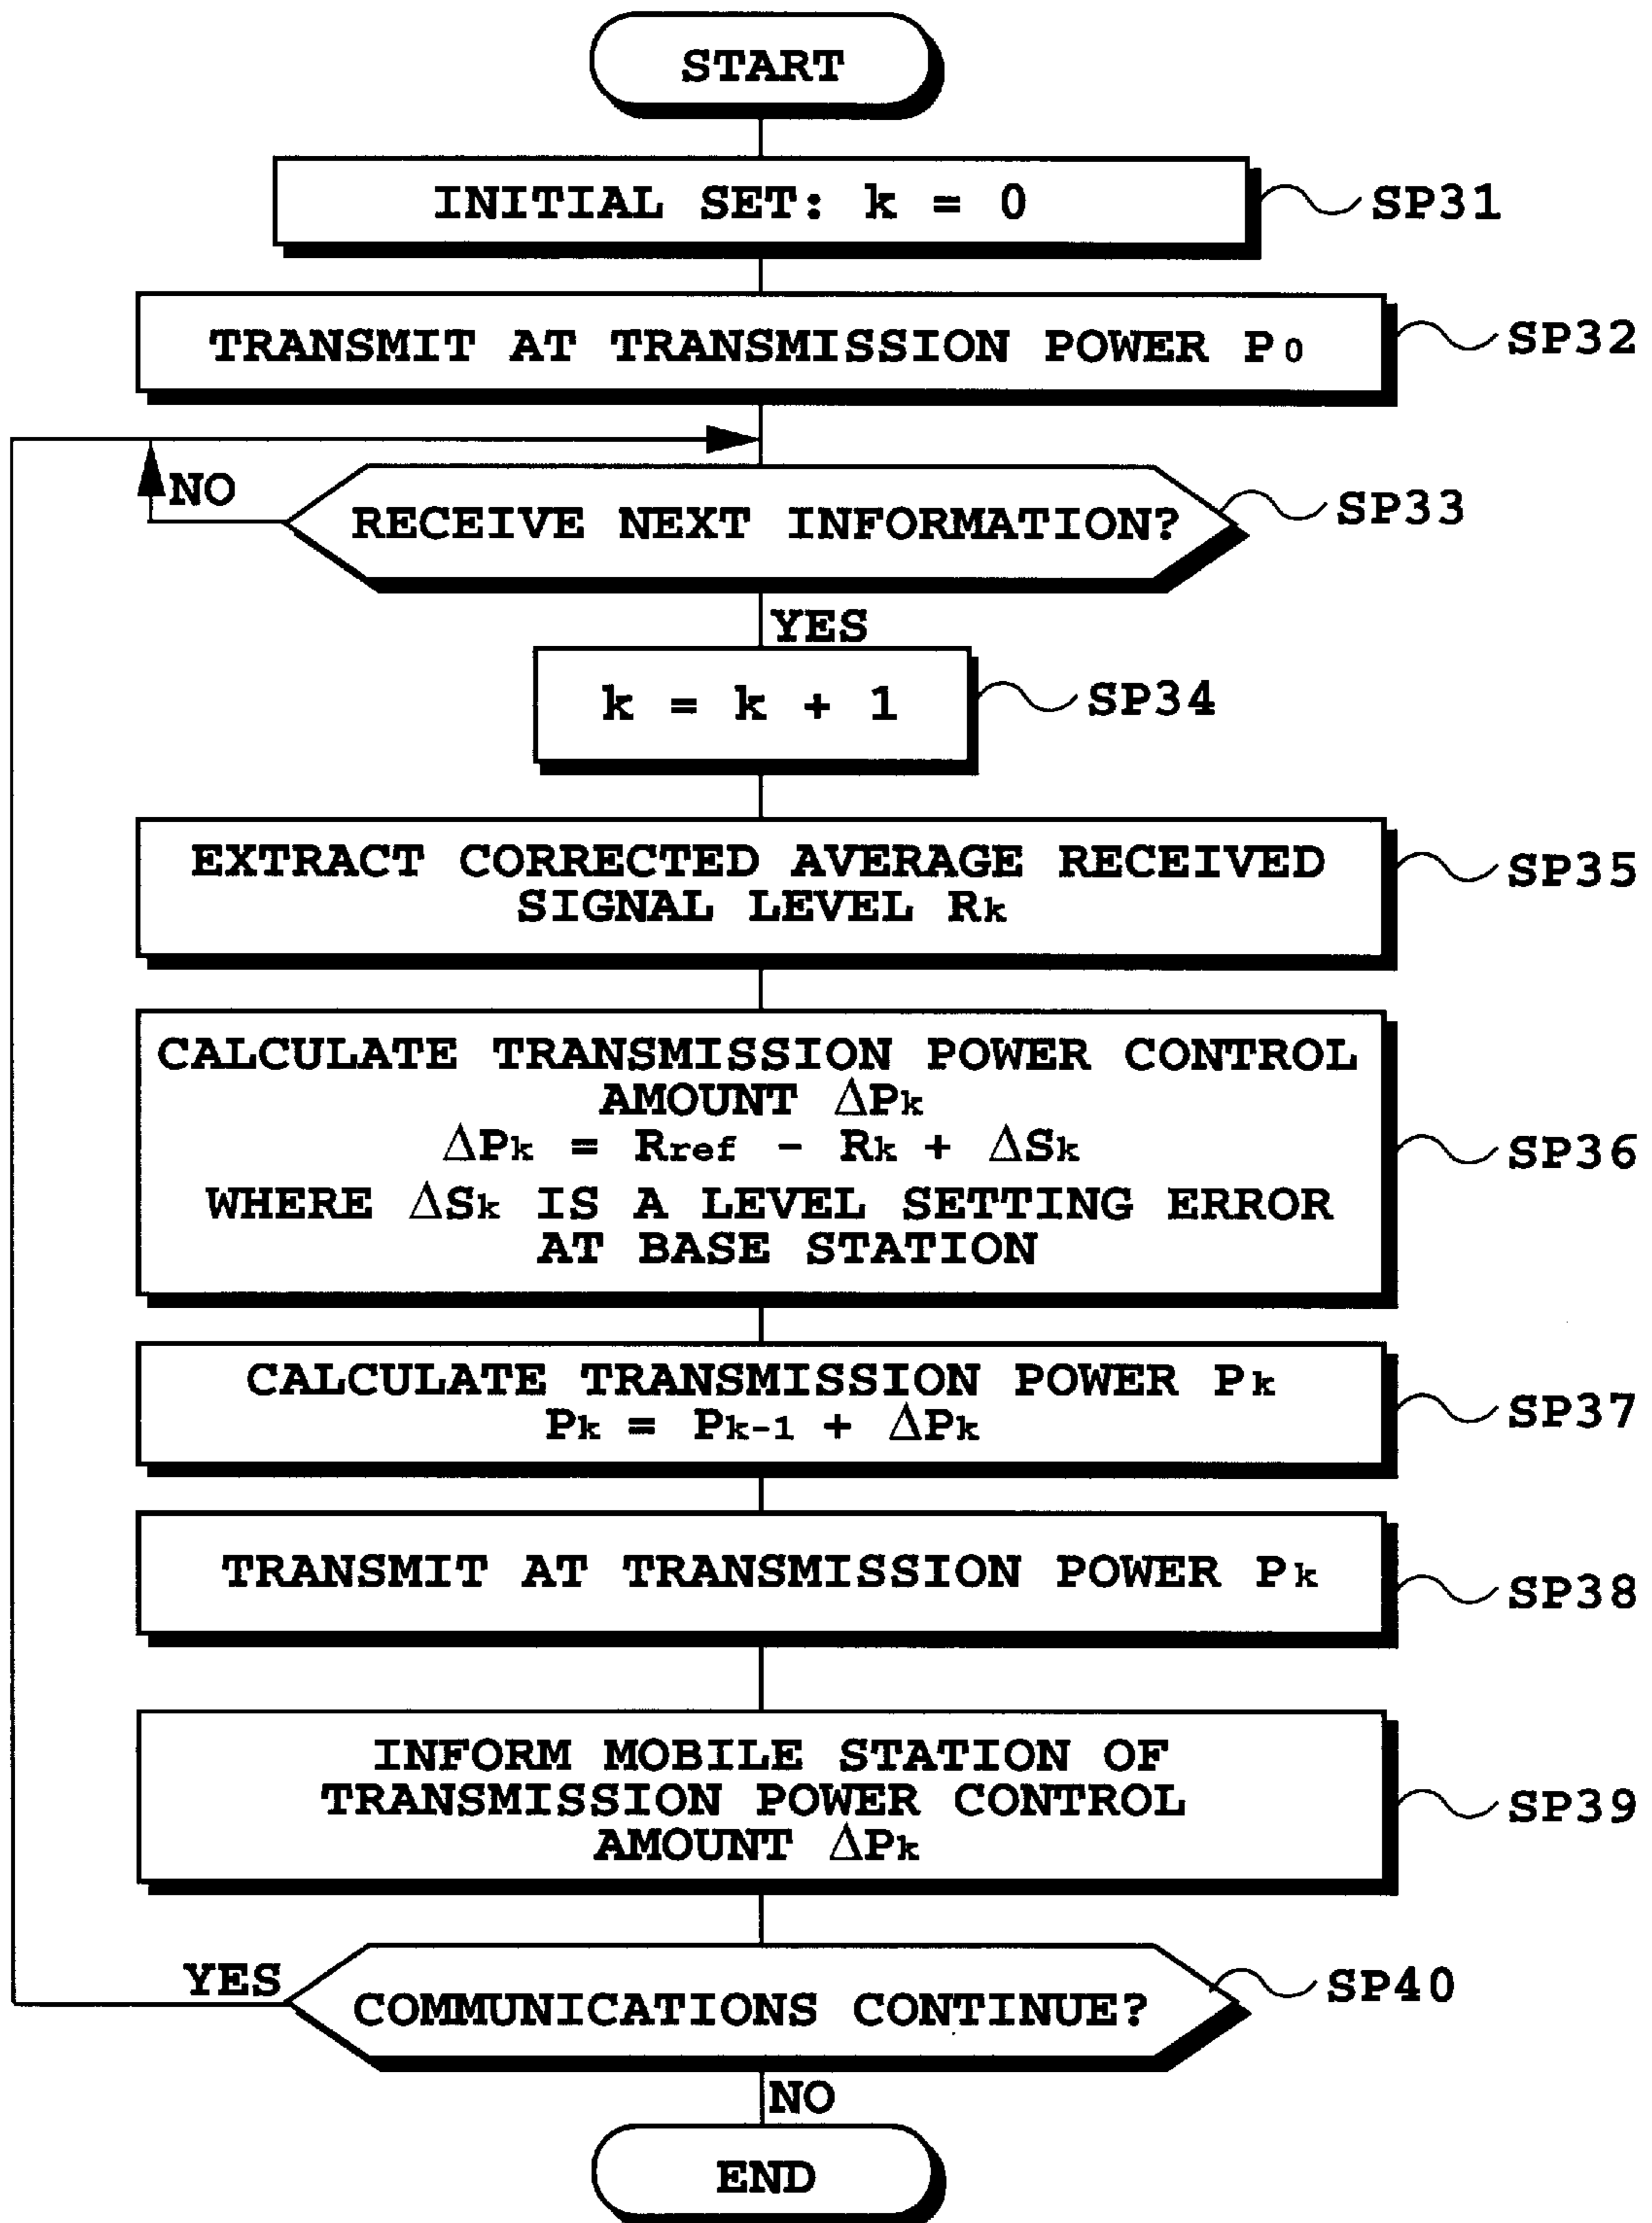 START
INITIAL SET: k = 0
SP31
TRANSMIT AT TRANSMISSION POWER P0
SP32
NO
RECEIVE NEXT INFORMATION?
SP33
YES
k = k + 1
SP34
EXTRACT CORRECTED AVERAGE RECEIVED
SIGNAL LEVEL Rk
SP35
CALCULATE TRANSMISSION POWER CONTROL
AMOUNT ΔPk
ΔPk = Rref - Rk + ΔSk
WHERE ΔSk IS A LEVEL SETTING ERROR
AT BASE STATION
SP36
CALCULATE TRANSMISSION POWER Pk
Pk = Pk-1 + ΔPk
SP37
TRANSMIT AT TRANSMISSION POWER Pk
SP38
INFORM MOBILE STATION OF
TRANSMISSION POWER CONTROL
AMOUNT ΔPk
SP39
YES
COMMUNICATIONS CONTINUE?
SP40
NO
END